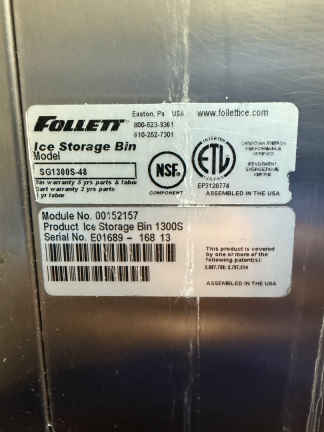 FOLLETT
Easton, Pa USA
800-523-9361
610-252-7301
www.follettice.com
Ice Storage Bin
Model
SG1300S-48
NSF
COMPONENT
INTERTEK
ETL
ASSEMBLED IN THE USA
Module No. 00152157
Product Ice Storage Bin 1300S
Serial No. E01689 - 168 13
This product is covered
by one or more of the
following patent(s):
ASSEMBLED IN THE USA